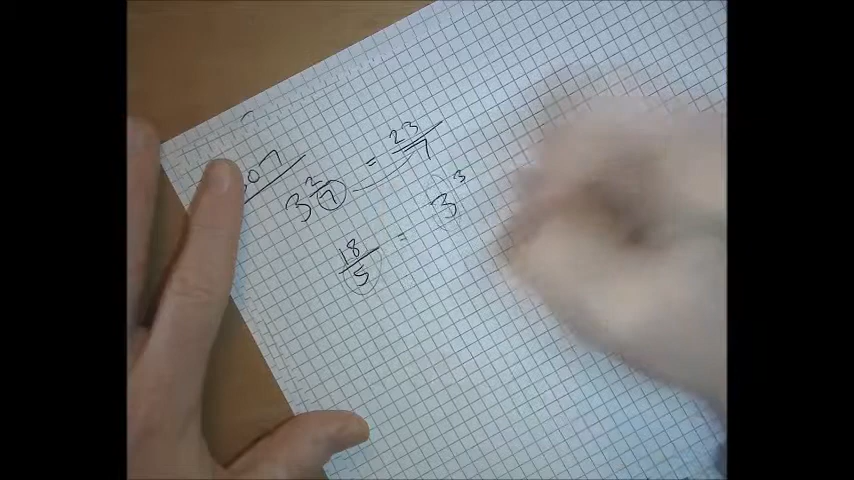 3 2/7 = 23/7
18/5 = 3 3